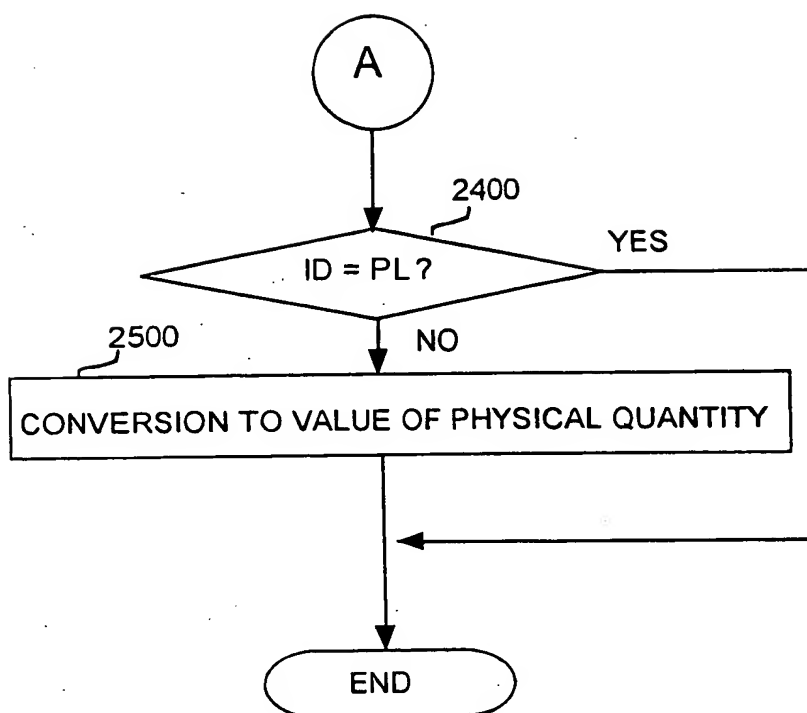 A
2400
ID = PL?
YES
NO
2500
CONVERSION TO VALUE OF PHYSICAL QUANTITY
END